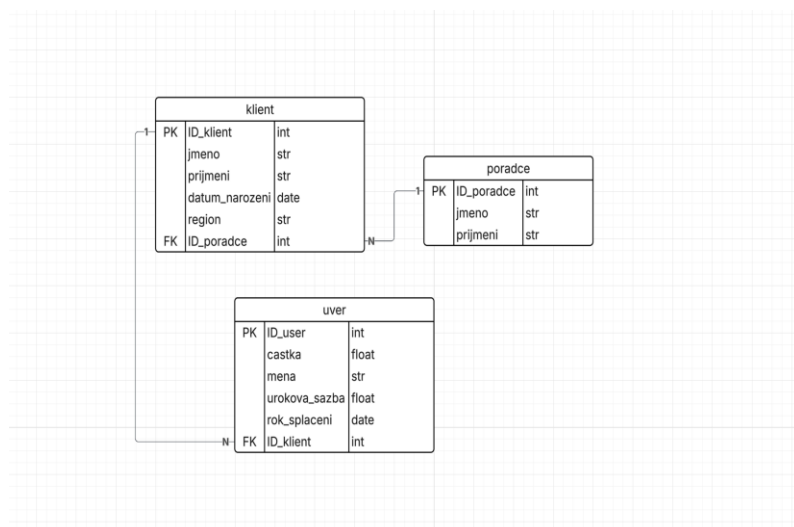 klient
1 PK ID_klient int
jmeno str
prijmeni str
datum_narozeni date
region str
FK ID_poradce int N
poradce
1 PK ID_poradce int
jmeno str
prijmeni str
uver
PK ID_user int
castka float
mena str
urokova_sazba float
rok_splaceni date
N FK ID_klient int